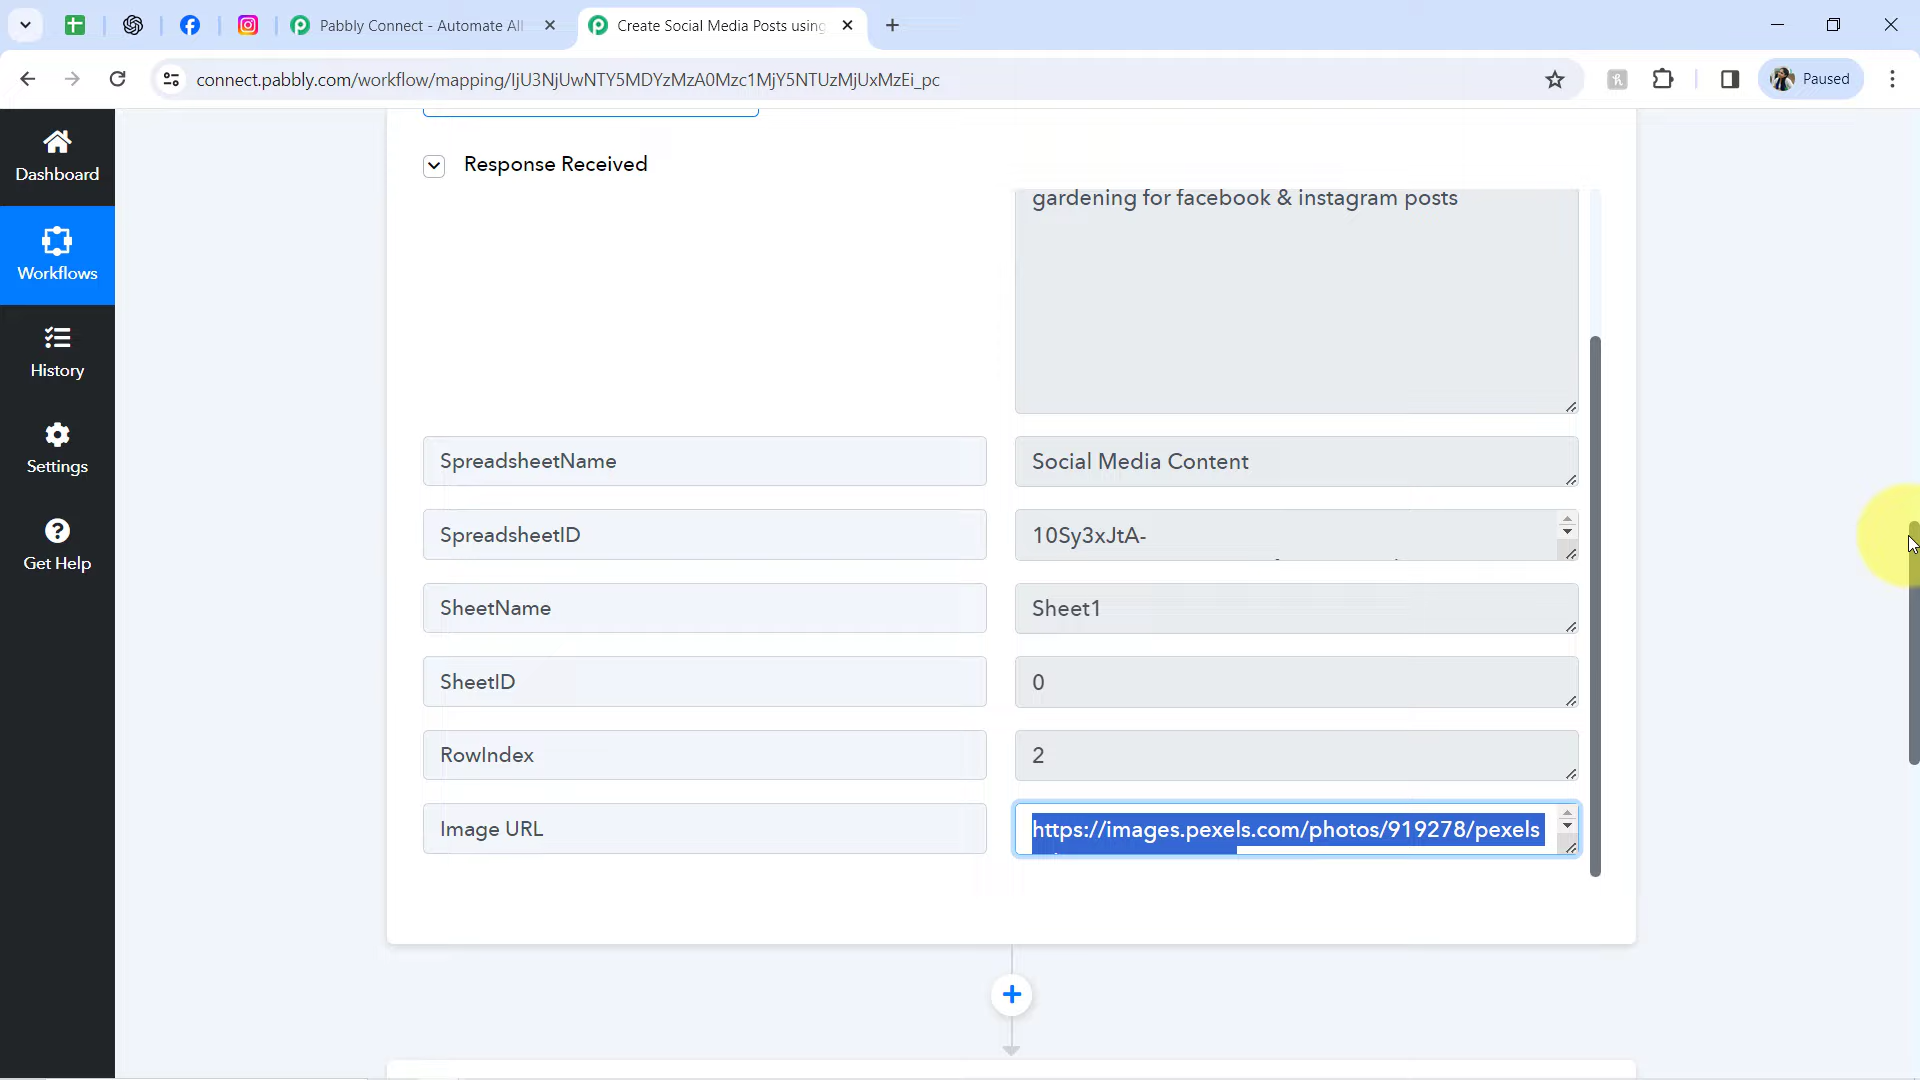 Pabbly Connect - Automate All
Create Social Media Posts using
connect.pabbly.com/workflow/mapping/IjU3NjUwNTY5MDYzMzA0Mzc1MjY5NTUzMjUxMzEi_pc
Paused
Dashboard
Workflows
History
Settings
Get Help
Response Received
gardening for facebook & instagram posts
SpreadsheetName
Social Media Content
SpreadsheetID
10Sy3xJtA-
SheetName
Sheet1
SheetID
0
RowIndex
2
Image URL
https://images.pexels.com/photos/919278/pexels